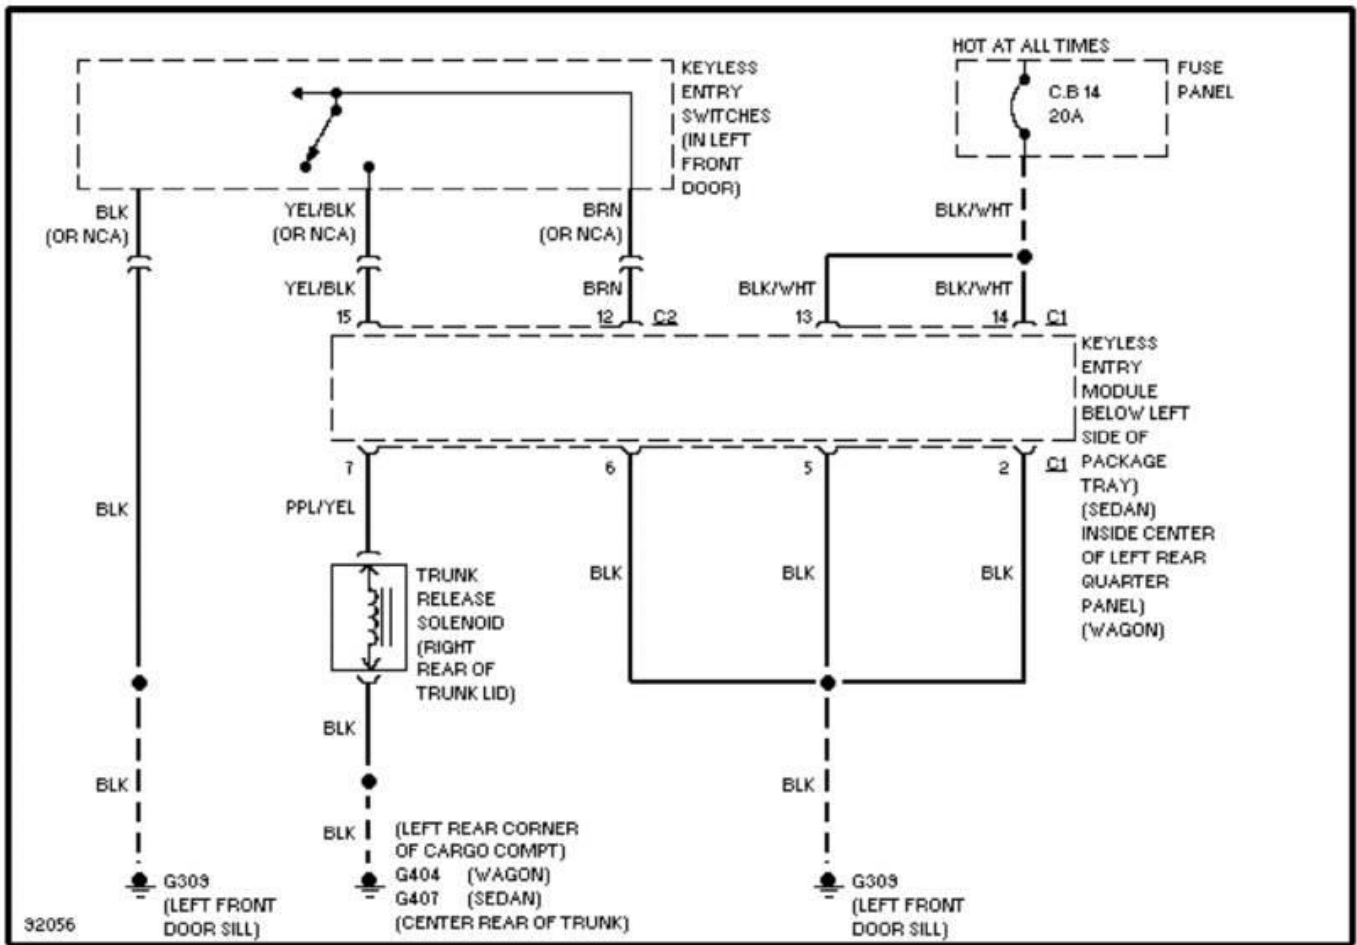 HOT AT ALL TIMES
KEYLESS
ENTRY
SWITCHES
(IN LEFT
FRONT
DOOR)
C.B 14
20A
FUSE
PANEL
BLK
(OR NCA)
YEL/BLK
(OR NCA)
BRN
(OR NCA)
BLK/WHT
YEL/BLK
BRN
BLK/WHT
BLK/WHT
15
12
C2
13
14
C1
KEYLESS
ENTRY
MODULE
BELOW LEFT
SIDE OF
PACKAGE
TRAY)
(SEDAN)
INSIDE CENTER
OF LEFT REAR
QUARTER
PANEL)
(WAGON)
7
6
5
2
C1
BLK
PPL/YEL
BLK
BLK
BLK
TRUNK
RELEASE
SOLENOID
(RIGHT
REAR OF
TRUNK LID)
BLK
BLK
BLK
BLK
(LEFT REAR CORNER
OF CARGO COMPT)
G404 (WAGON)
G407 (SEDAN)
(CENTER REAR OF TRUNK)
G309
(LEFT FRONT
DOOR SILL)
G309
(LEFT FRONT
DOOR SILL)
92056